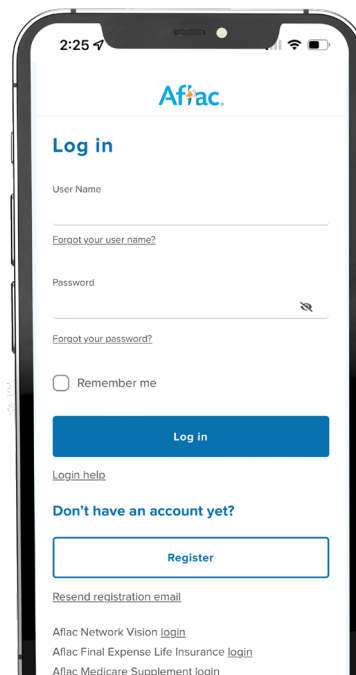 2:25
Aflac.
Log in
User Name
Forgot your user name?
Password
Forgot your password?
Remember me
Log in
Login help
Don't have an account yet?
Register
Resend registration email
Aflac Network Vision login
Aflac Final Expense Life Insurance login
Aflac Medicare Supplement login